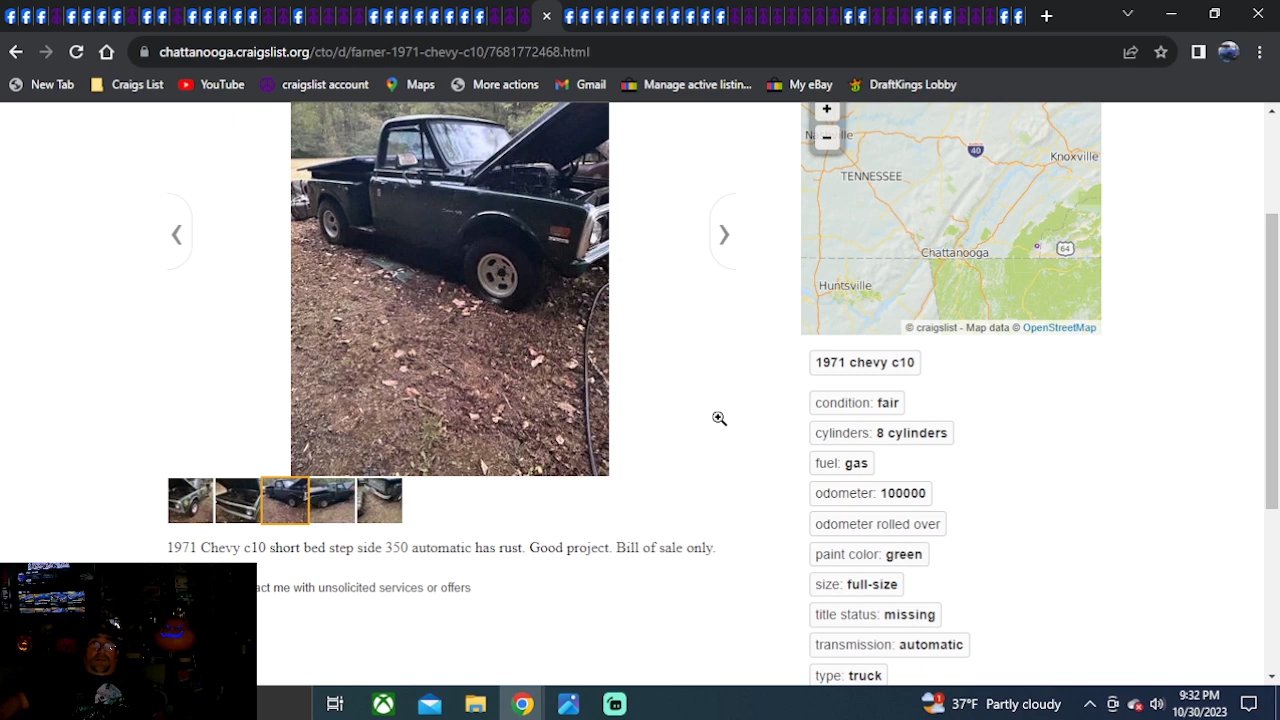 chattanooga.craigslist.org/cto/d/farner-1971-chevy-c10/7681772468.html
New Tab Craigs List YouTube craigslist account Maps More actions Gmail Manage active listin... My eBay DraftKings Lobby
+
-
Knoxville
40
TENNESSEE
64
Chattanooga
Huntsville
© craigslist - Map data © OpenStreetMap
1971 chevy c10
condition: fair
cylinders: 8 cylinders
fuel: gas
odometer: 100000
odometer rolled over
paint color: green
size: full-size
title status: missing
transmission: automatic
type: truck
1971 Chevy c10 short bed step side 350 automatic has rust. Good project. Bill of sale only.
act me with unsolicited services or offers
37°F Partly cloudy
9:32 PM
10/30/2023